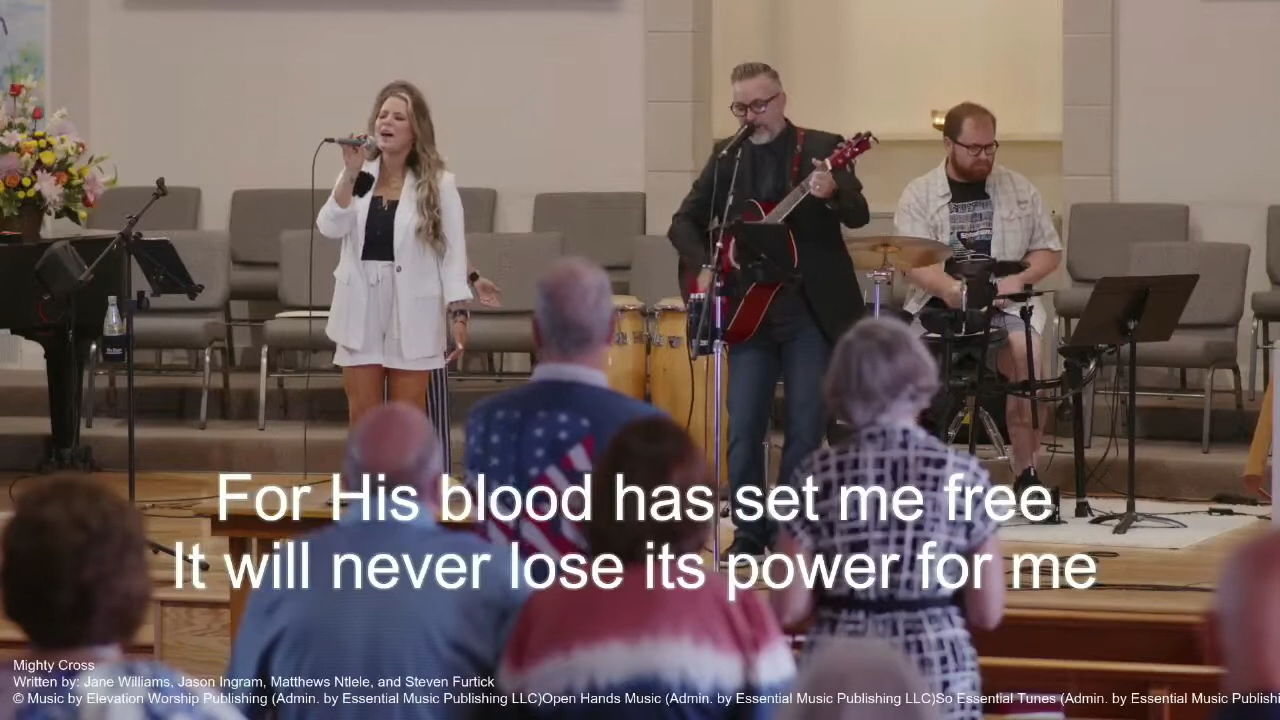 For His blood has set me free
It will never lose its power for me
Mighty Cross
Written by: Jane Williams, Jason Ingram, Matthews Ntlele, and Steven Furtick
© Music by Elevation Worship Publishing (Admin. by Essential Music Publishing LLC)Open Hands Music (Admin. by Essential Music Publishing LLC)So Essential Tunes (Admin. by Essential Music Publishi